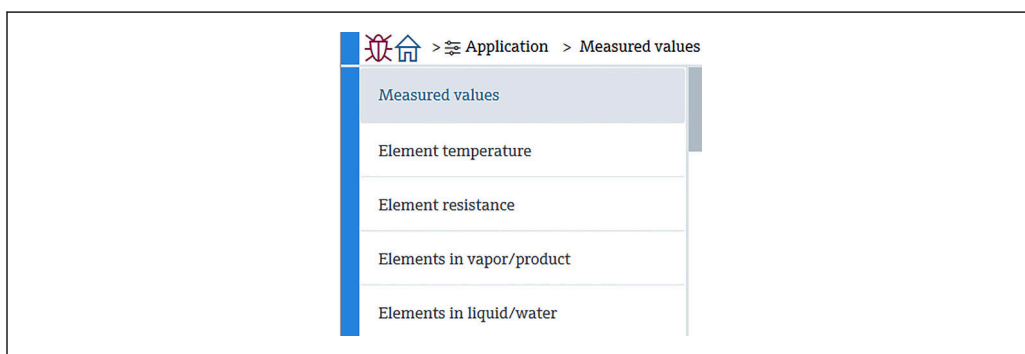 > Application > Measured values
Measured values
Element temperature
Element resistance
Elements in vapor/product
Elements in liquid/water